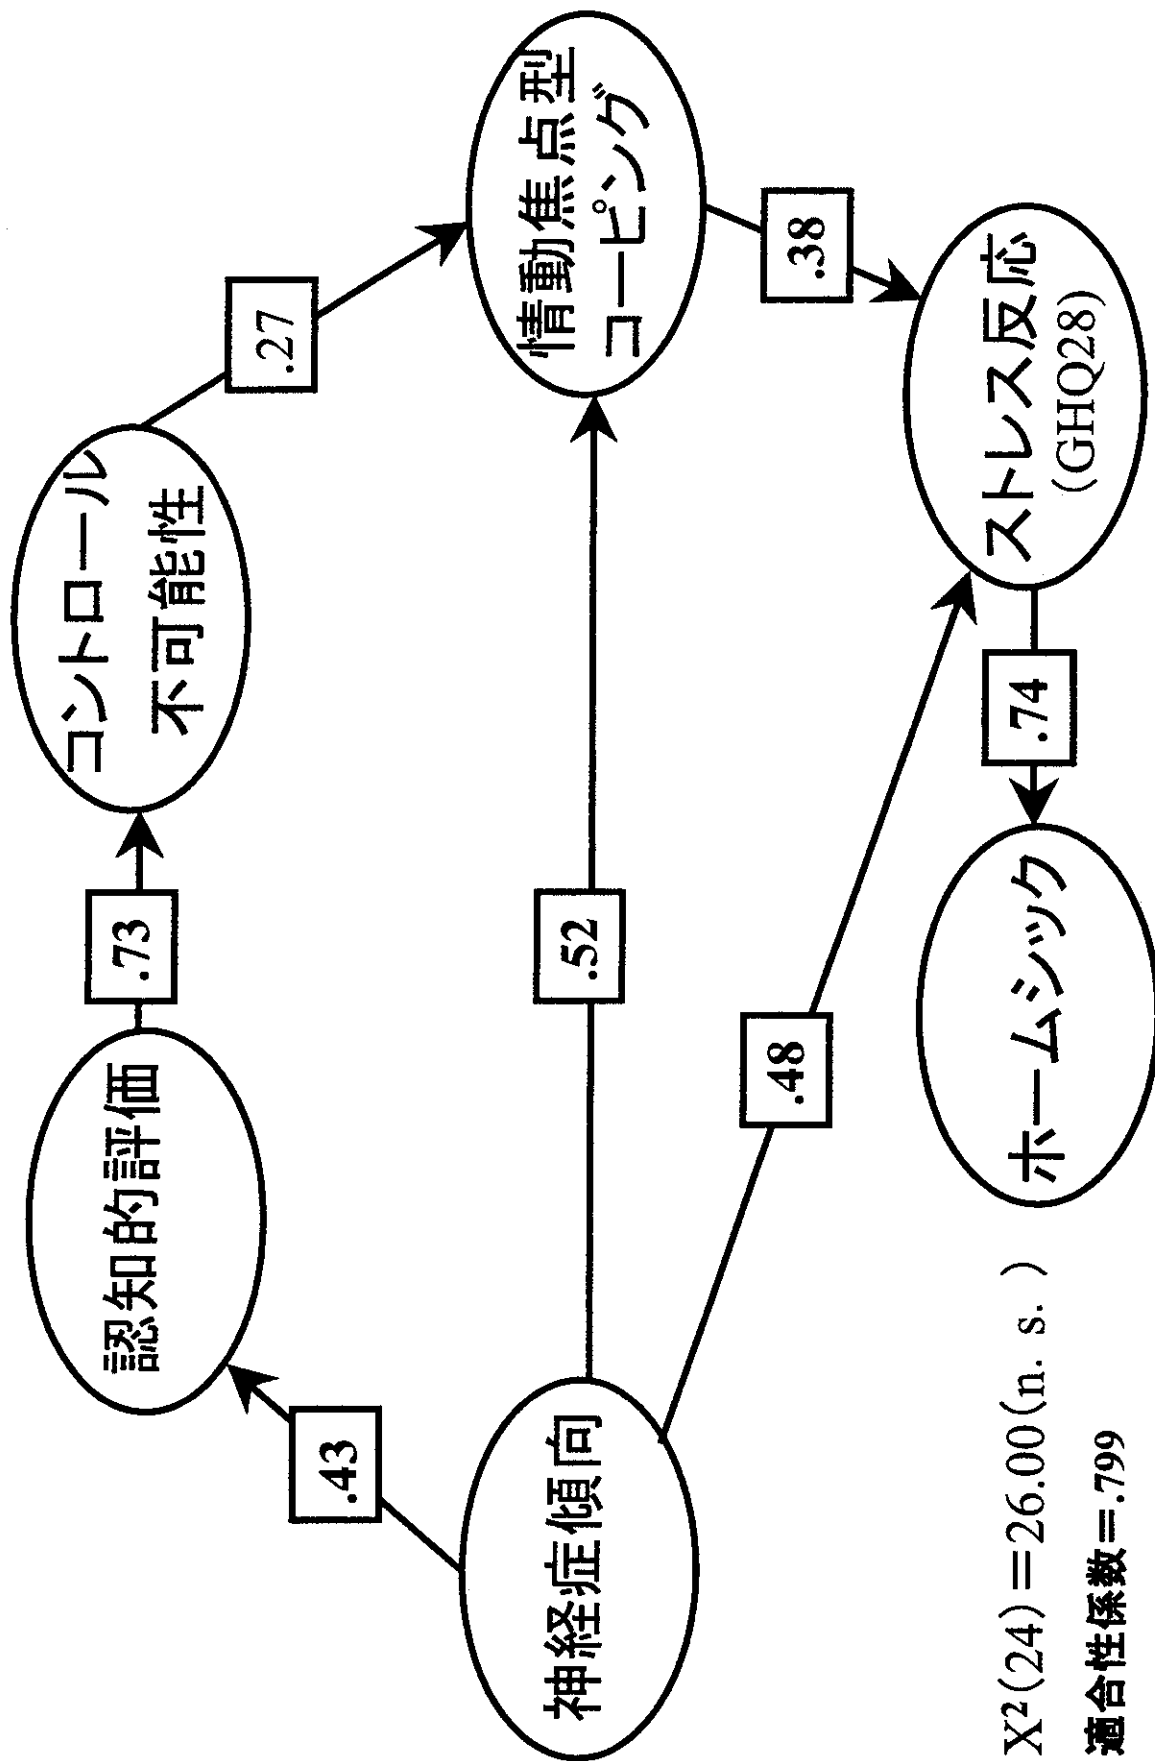 認知的評価
.73
コントロール
不可能性
.43
.27
神経症傾向
.52
情動焦点型
コーピング
.48
.38
ホームシック
.74
ストレス反応
(GHQ28)
X²(24)=26.00(n. s. )
適合性係数=.799